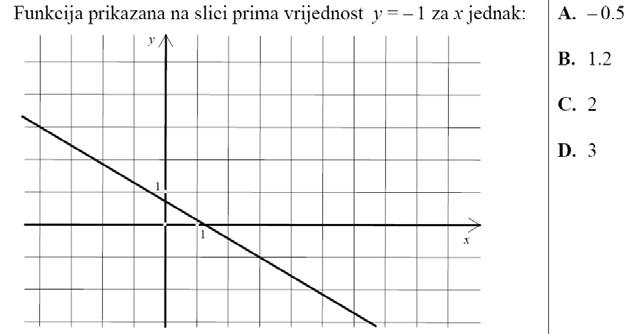 Funkcija prikazana na slici prima vrijednost y = – 1 za x jednak:
A. –0.5
B. 1.2
C. 2
D. 3
y
1
1
x